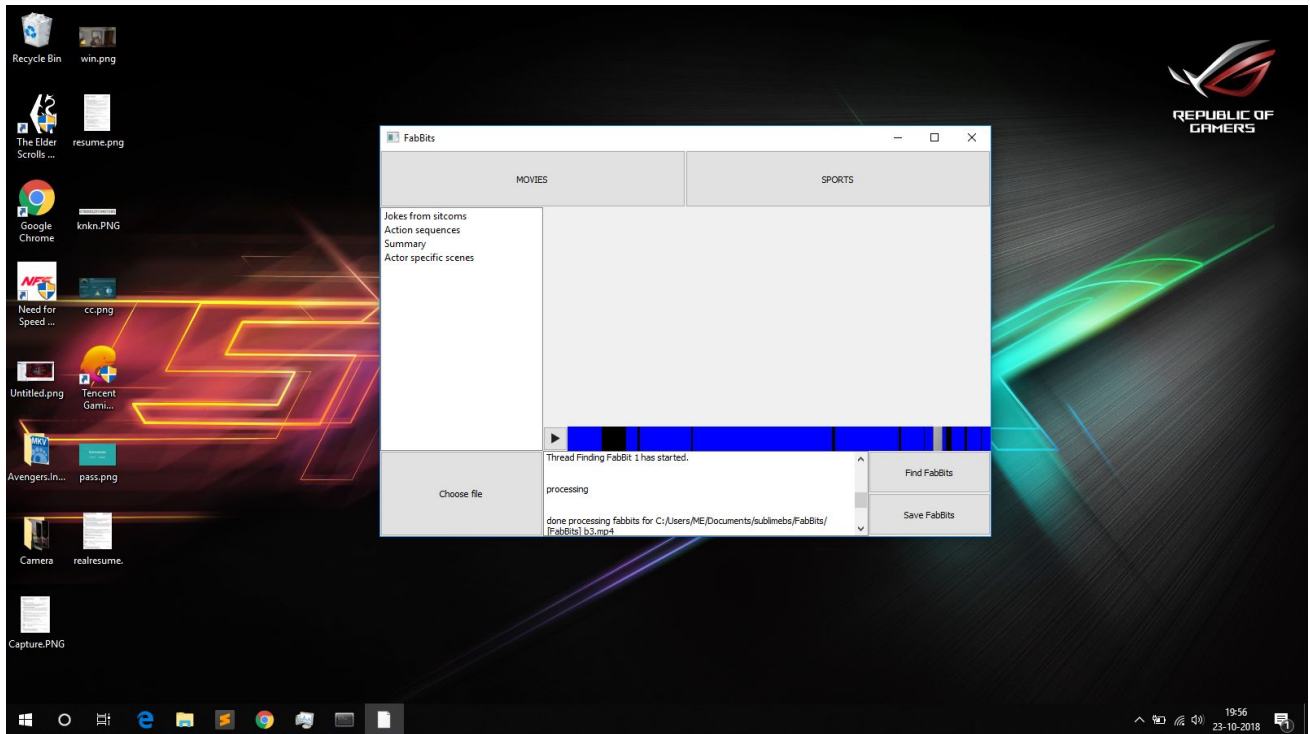 Recycle Bin
win.png
The Elder
Scrolls ...
resume.png
Google
Chrome
knkn.PNG
NFS
Need for
Speed ...
cc.png
Untitled.png
Tencent
Gami...
MKV
Avengers.In...
pass.png
Camera
realresume.
Capture.PNG
REPUBLIC OF
GAMERS
FabBits
MOVIES
SPORTS
Jokes from sitcoms
Action sequences
Summary
Actor specific scenes
Choose file
Thread Finding FabBit 1 has started.
processing
done processing fabbits for C:/Users/ME/Documents/sublimebs/FabBits/
[FabBits] b3.mp4
Find FabBits
Save FabBits
19:56
23-10-2018
1